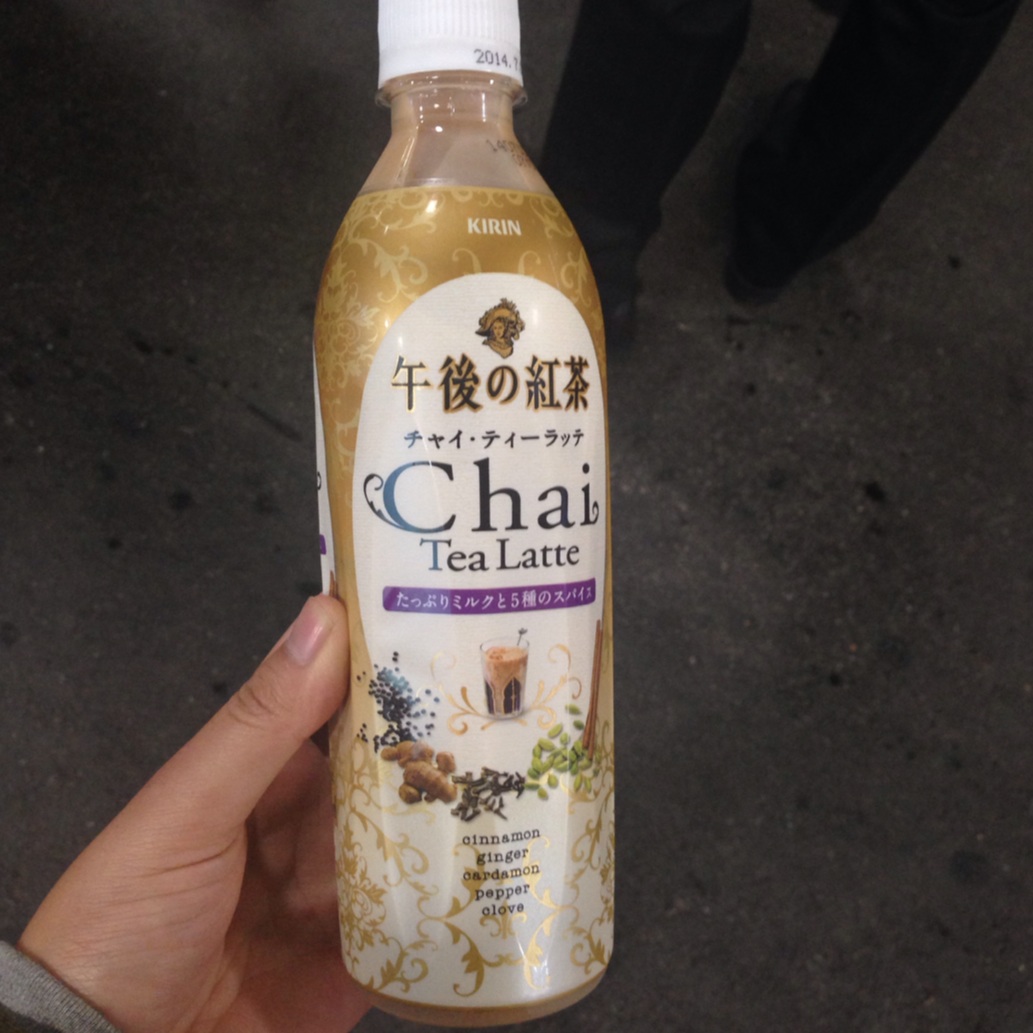 2014.
KIRIN
午後の紅茶
チャイ・ティーラッテ
Chai
Tea Latte
たっぷりミルクと5種のスパイス
cinnamon
ginger
cardamon
pepper
clove